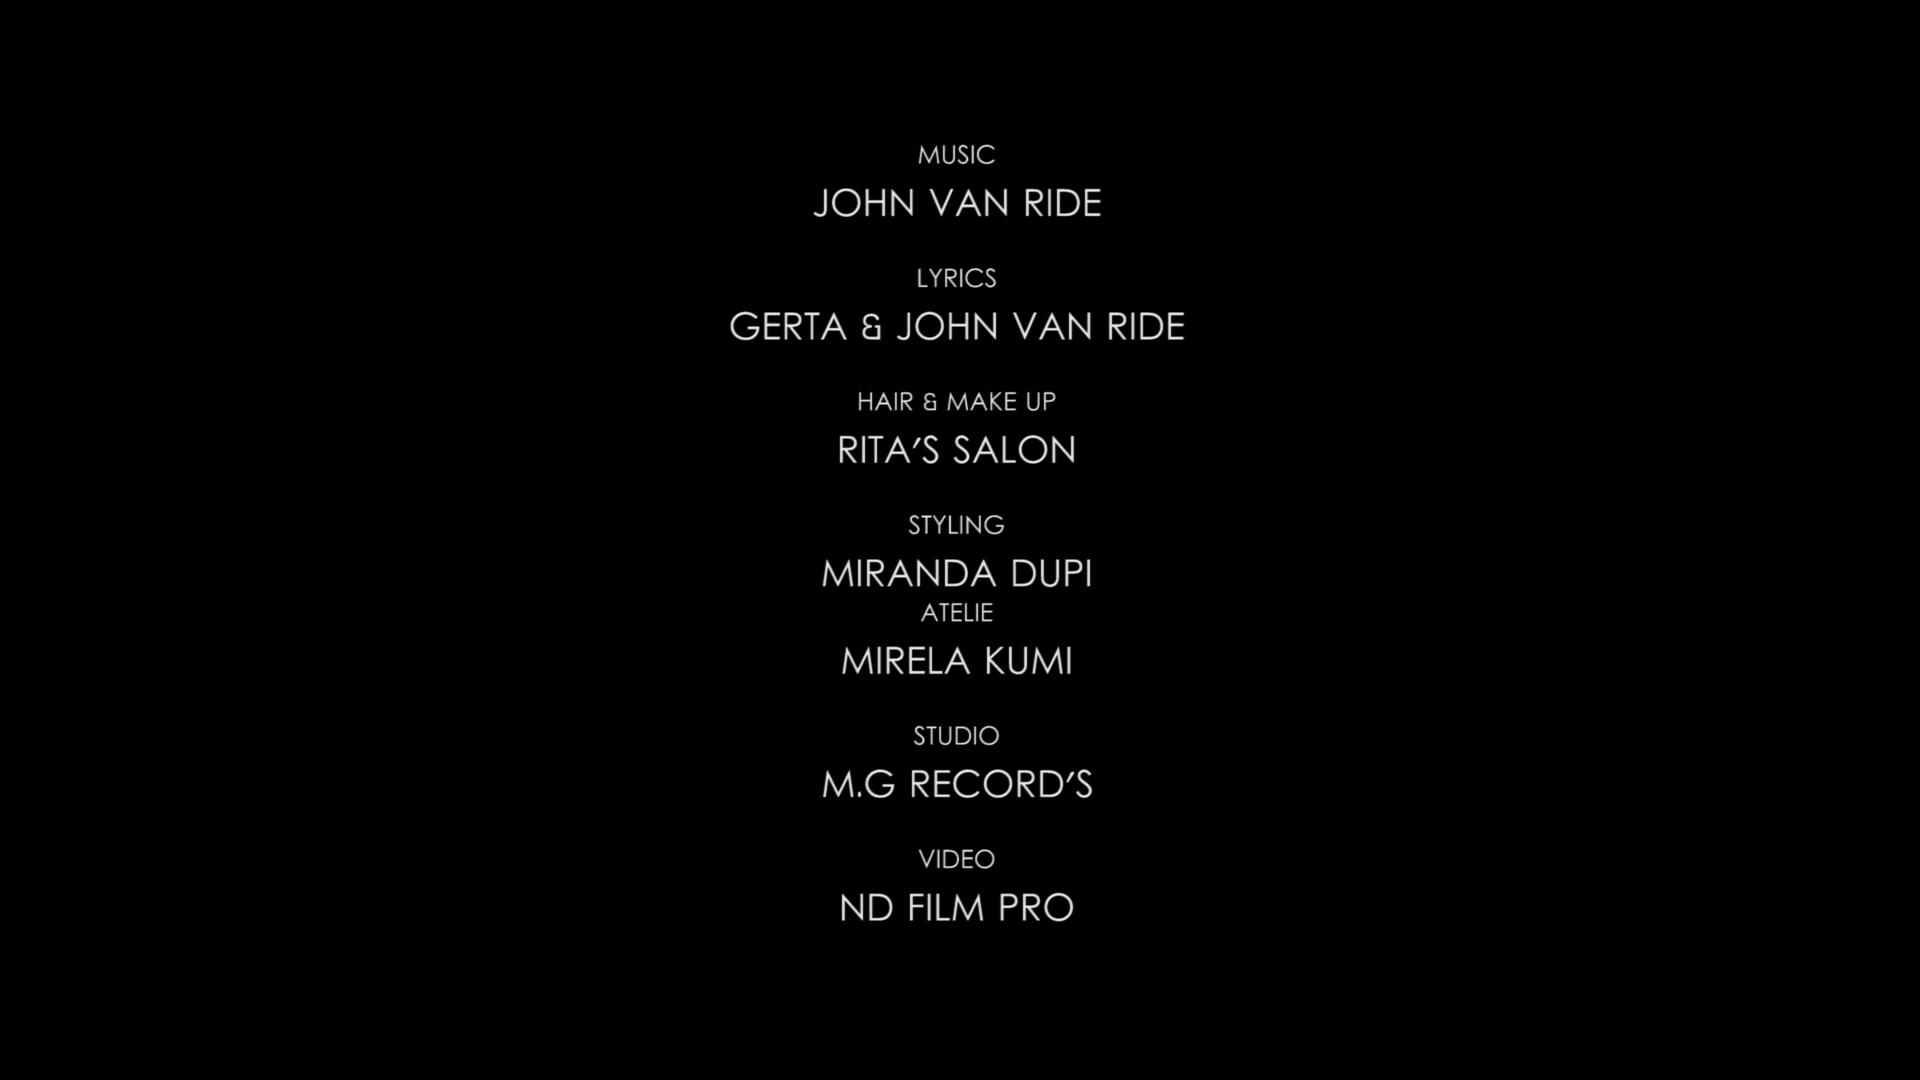 MUSIC
JOHN VAN RIDE
LYRICS
GERTA & JOHN VAN RIDE
HAIR & MAKE UP
RITA'S SALON
STYLING
MIRANDA DUPI
ATELIE
MIRELA KUMI
STUDIO
M.G RECORD'S
VIDEO
ND FILM PRO